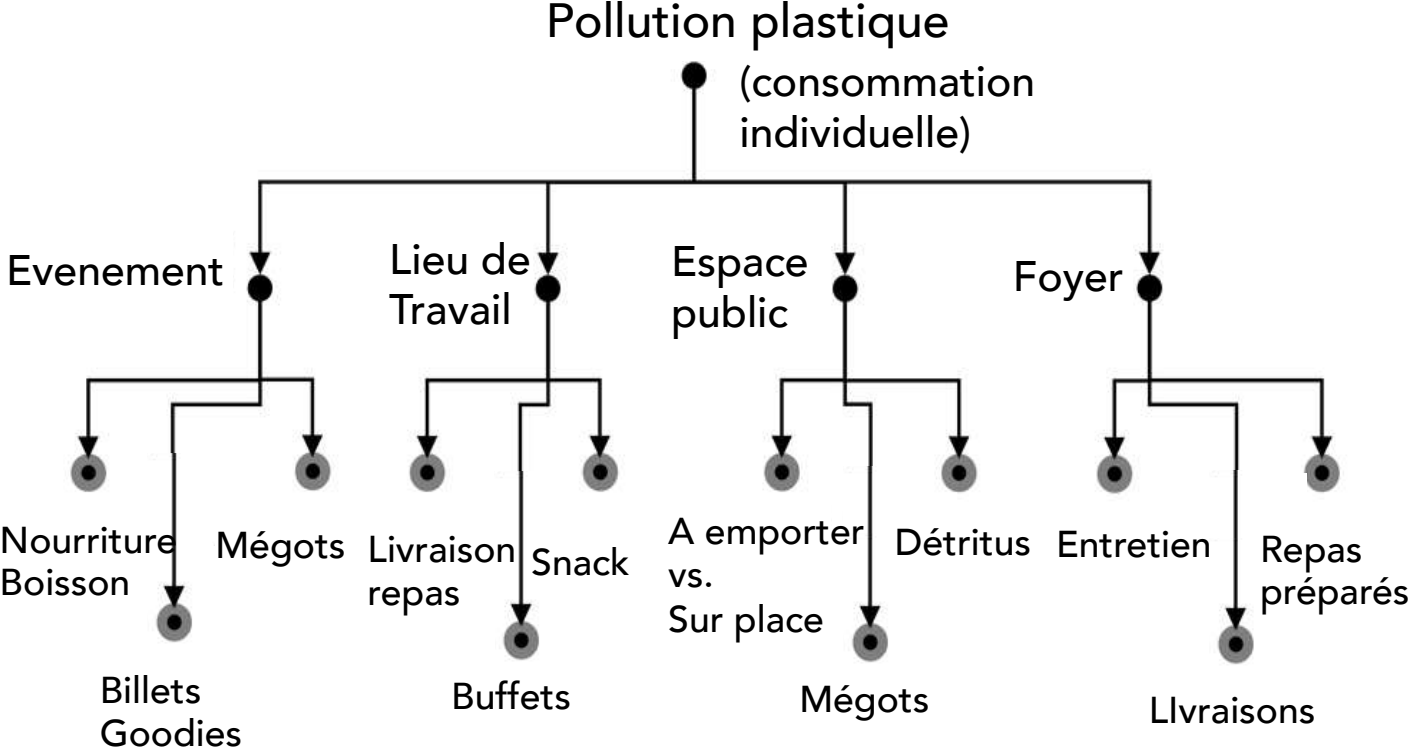 Pollution plastique
(consommation
individuelle)
Evenement
Lieu de
Travail
Espace
public
Foyer
Nourriture
Boisson
Mégots
Livraison
repas
Snack
A emporter
vs.
Sur place
Détritus
Entretien
Repas
préparés
Billets
Goodies
Buffets
Mégots
LIvraisons